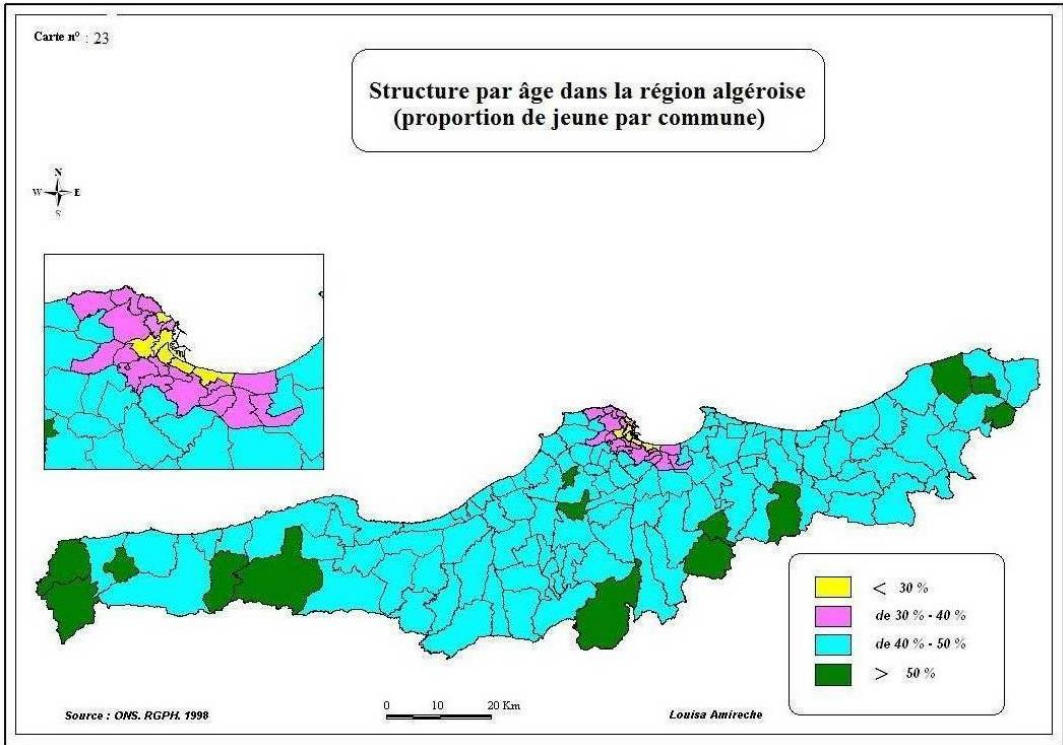 Carte n° : 23
Structure par âge dans la région algéroise
(proportion de jeune par commune)
N
W E
S
< 30 %
de 30 % - 40 %
de 40 % - 50 %
> 50 %
0 20 Km
Source : ONS. RGPH. 1998
Louisa Amireche